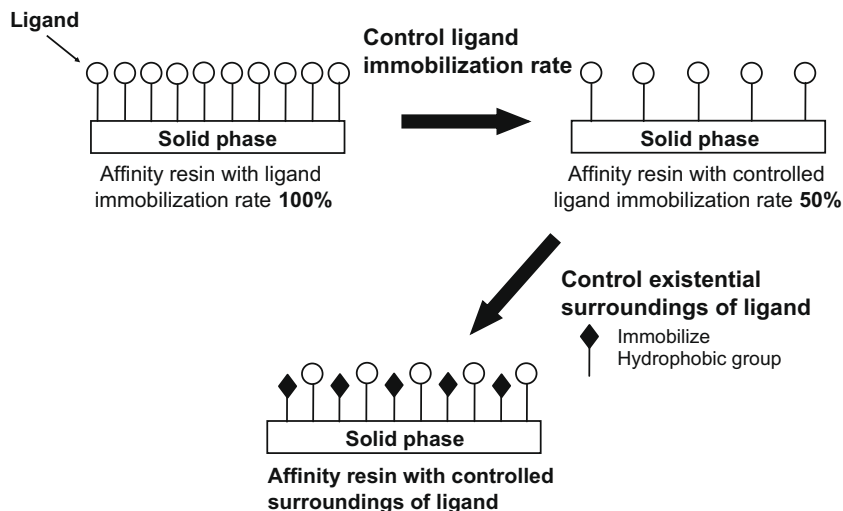 Ligand
Solid phase
Affinity resin with ligand
immobilization rate 100%
Control ligand
immobilization rate
Solid phase
Affinity resin with controlled
ligand immobilization rate 50%
Control existential
surroundings of ligand
Immobilize
Hydrophobic group
Solid phase
Affinity resin with controlled
surroundings of ligand